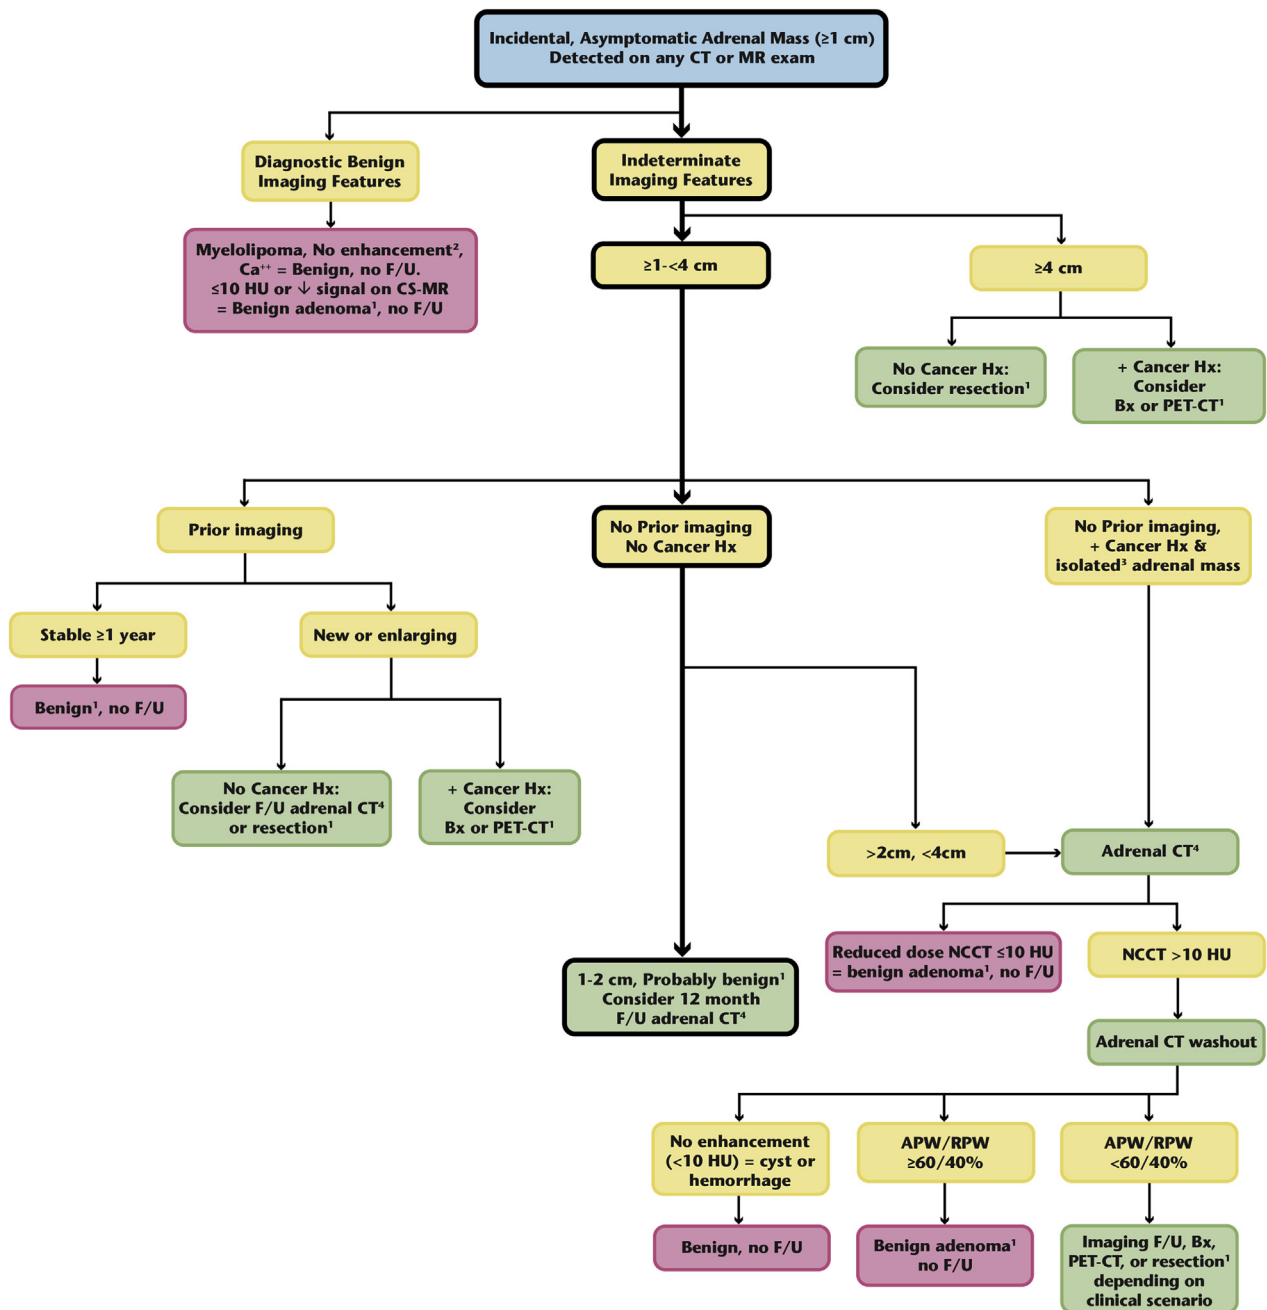 Incidental, Asymptomatic Adrenal Mass (≥1 cm)
Detected on any CT or MR exam
Diagnostic Benign
Imaging Features
Indeterminate
Imaging Features
Myelolipoma, No enhancement²,
Ca⁺⁺ = Benign, no F/U.
≤10 HU or ↓ signal on CS-MR
= Benign adenoma¹, no F/U
≥1-<4 cm
≥4 cm
No Cancer Hx:
Consider resection¹
+ Cancer Hx:
Consider
Bx or PET-CT¹
Prior imaging
No Prior imaging
No Cancer Hx
No Prior imaging,
+ Cancer Hx &
isolated³ adrenal mass
Stable ≥1 year
New or enlarging
Benign¹, no F/U
No Cancer Hx:
Consider F/U adrenal CT⁴
or resection¹
+ Cancer Hx:
Consider
Bx or PET-CT¹
>2cm, <4cm
Adrenal CT⁴
Reduced dose NCCT ≤10 HU
= benign adenoma¹, no F/U
NCCT >10 HU
1-2 cm, Probably benign¹
Consider 12 month
F/U adrenal CT⁴
Adrenal CT washout
No enhancement
(<10 HU) = cyst or
hemorrhage
APW/RPW
≥60/40%
APW/RPW
<60/40%
Benign, no F/U
Benign adenoma¹
no F/U
Imaging F/U, Bx,
PET-CT, or resection¹
depending on
clinical scenario